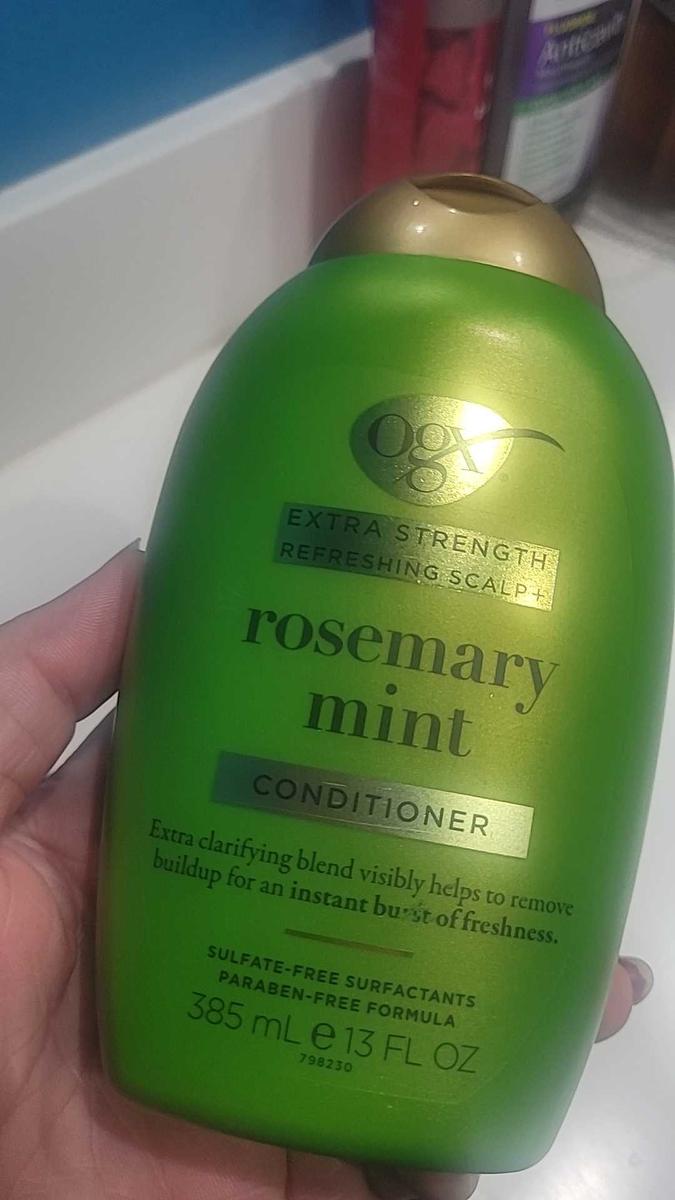 ogx
EXTRA STRENGTH
REFRESHING SCALP+
rosemary
mint
CONDITIONER
Extra clarifying blend visibly helps to remove
buildup for an instant burst of freshness.
SULFATE-FREE SURFACTANTS
PARABEN-FREE FORMULA
385 mL e 13 FL OZ
798230